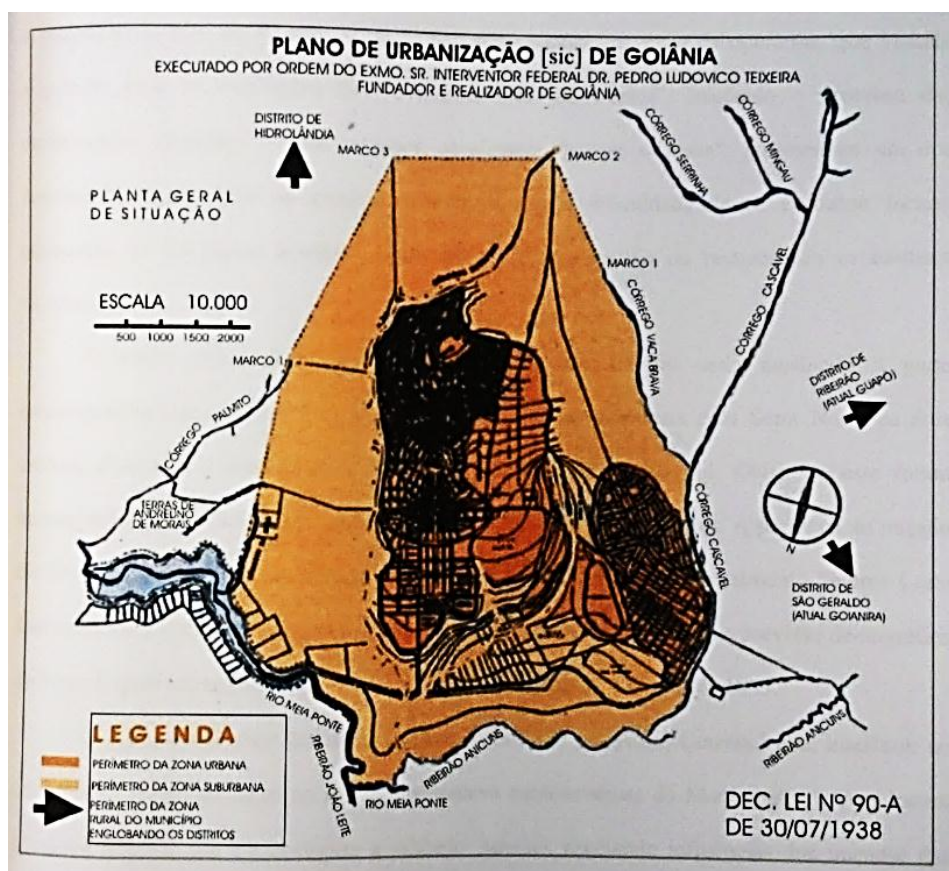 PLANO DE URBANIZAÇÃO [sic] DE GOIÂNIA
EXECUTADO POR ORDEM DO EXMO. SR. INTERVENTOR FEDERAL DR. PEDRO LUDOVICO TEIXEIRA
FUNDADOR E REALIZADOR DE GOIÂNIA
DISTRITO DE
HIDROLÂNDIA
MARCO 3
MARCO 2
CÓRREGO SERRINHA
CÓRREGO MINGAÚ
PLANTA GERAL
DE SITUAÇÃO
MARCO 1
CÓRREGO VACA BRAVA
CÓRREGO CASCAVEL
ESCALA 10.000
500 1000 1500 2000
MARCO 1
DISTRITO DE
RIBEIRÃO
(ATUAL GUAPÓ)
CÓRREGO PALMITO
TERRAS DE
ANDRELINO
DE MORAIS
CÓRREGO CASCAVEL
N
DISTRITO DE
SÃO GERALDO
(ATUAL GOIANIRA)
RIO MEIA PONTE
RIBEIRÃO JOÃO LEITE
RIO MEIA PONTE
RIBEIRÃO ANICUNS
RIBEIRÃO ANICUNS
LEGENDA
PERÍMETRO DA ZONA URBANA
PERÍMETRO DA ZONA SUBURBANA
PERÍMETRO DA ZONA
RURAL DO MUNICÍPIO
ENGLOBANDO OS DISTRITOS
DEC. LEI Nº 90-A
DE 30/07/1938